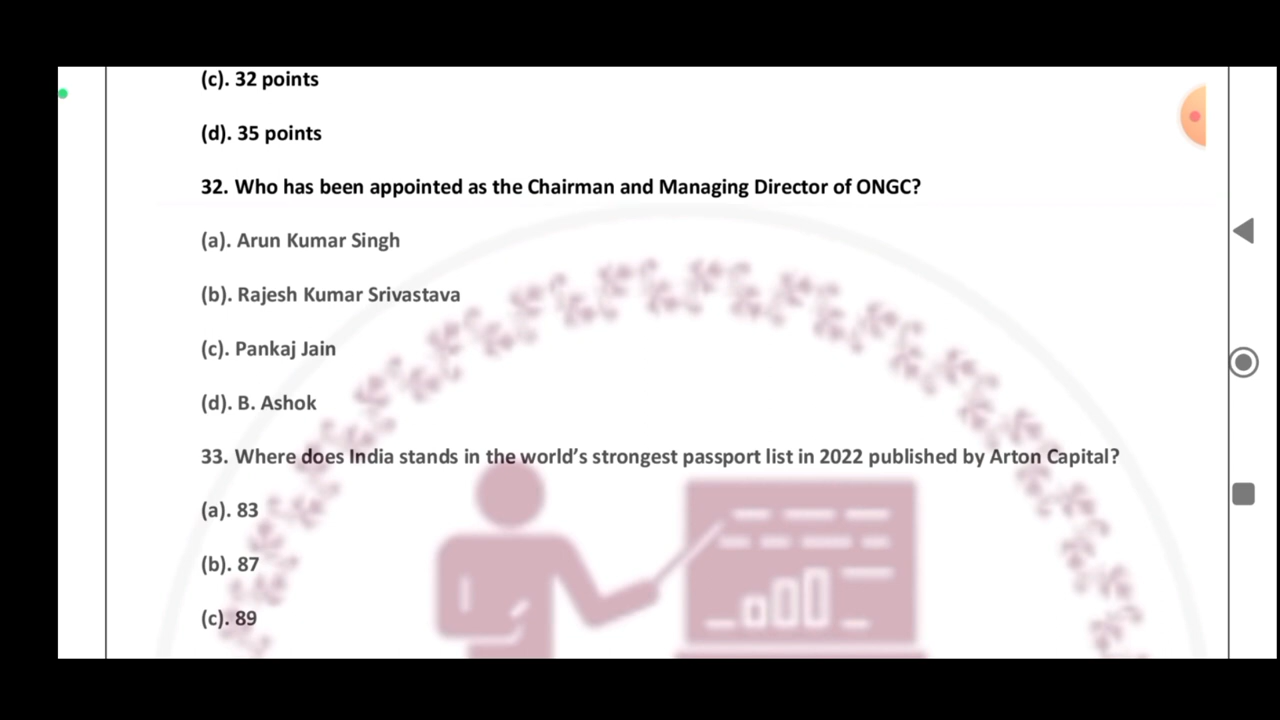 (c). 32 points
(d). 35 points
32. Who has been appointed as the Chairman and Managing Director of ONGC?
(a). Arun Kumar Singh
(b). Rajesh Kumar Srivastava
(c). Pankaj Jain
(d). B. Ashok
33. Where does India stands in the world’s strongest passport list in 2022 published by Arton Capital?
(a). 83
(b). 87
(c). 89